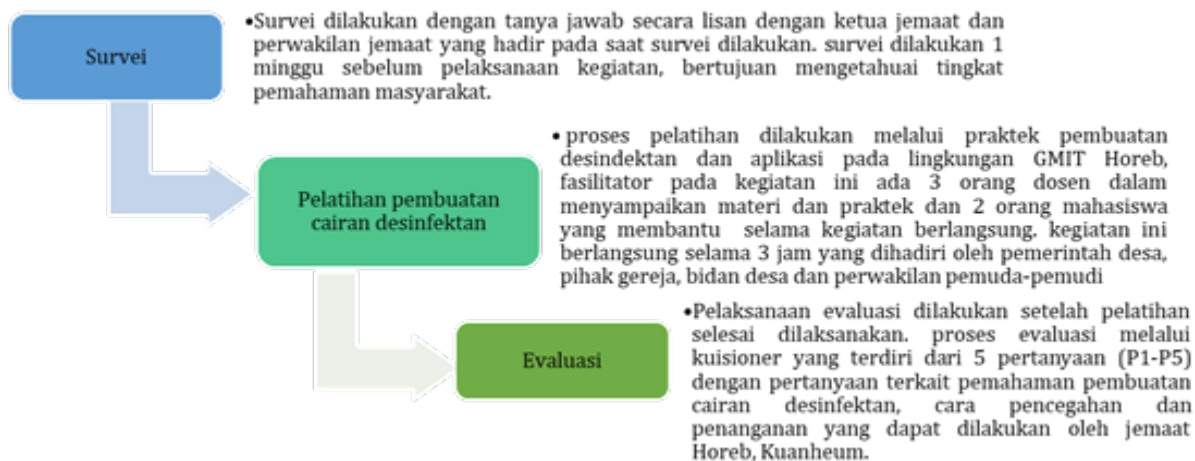 Survei
•Survei dilakukan dengan tanya jawab secara lisan dengan ketua jemaat dan
perwakilan jemaat yang hadir pada saat survei dilakukan. survei dilakukan 1
minggu sebelum pelaksanaan kegiatan, bertujuan mengetahuai tingkat
pemahaman masyarakat.
Pelatihan pembuatan
cairan desinfektan
• proses pelatihan dilakukan melalui praktek pembuatan
desindektan dan aplikasi pada lingkungan GMIT Horeb,
fasilitator pada kegiatan ini ada 3 orang dosen dalam
menyampaikan materi dan praktek dan 2 orang mahasiswa
yang membantu selama kegiatan berlangsung. kegiatan ini
berlangsung selama 3 jam yang dihadiri oleh pemerintah desa,
pihak gereja, bidan desa dan perwakilan pemuda-pemudi
Evaluasi
•Pelaksanaan evaluasi dilakukan setelah pelatihan
selesai dilaksanakan. proses evaluasi melalui
kuisioner yang terdiri dari 5 pertanyaan (P1-P5)
dengan pertanyaan terkait pemahaman pembuatan
cairan desinfektan, cara pencegahan dan
penanganan yang dapat dilakukan oleh jemaat
Horeb, Kuanheum.